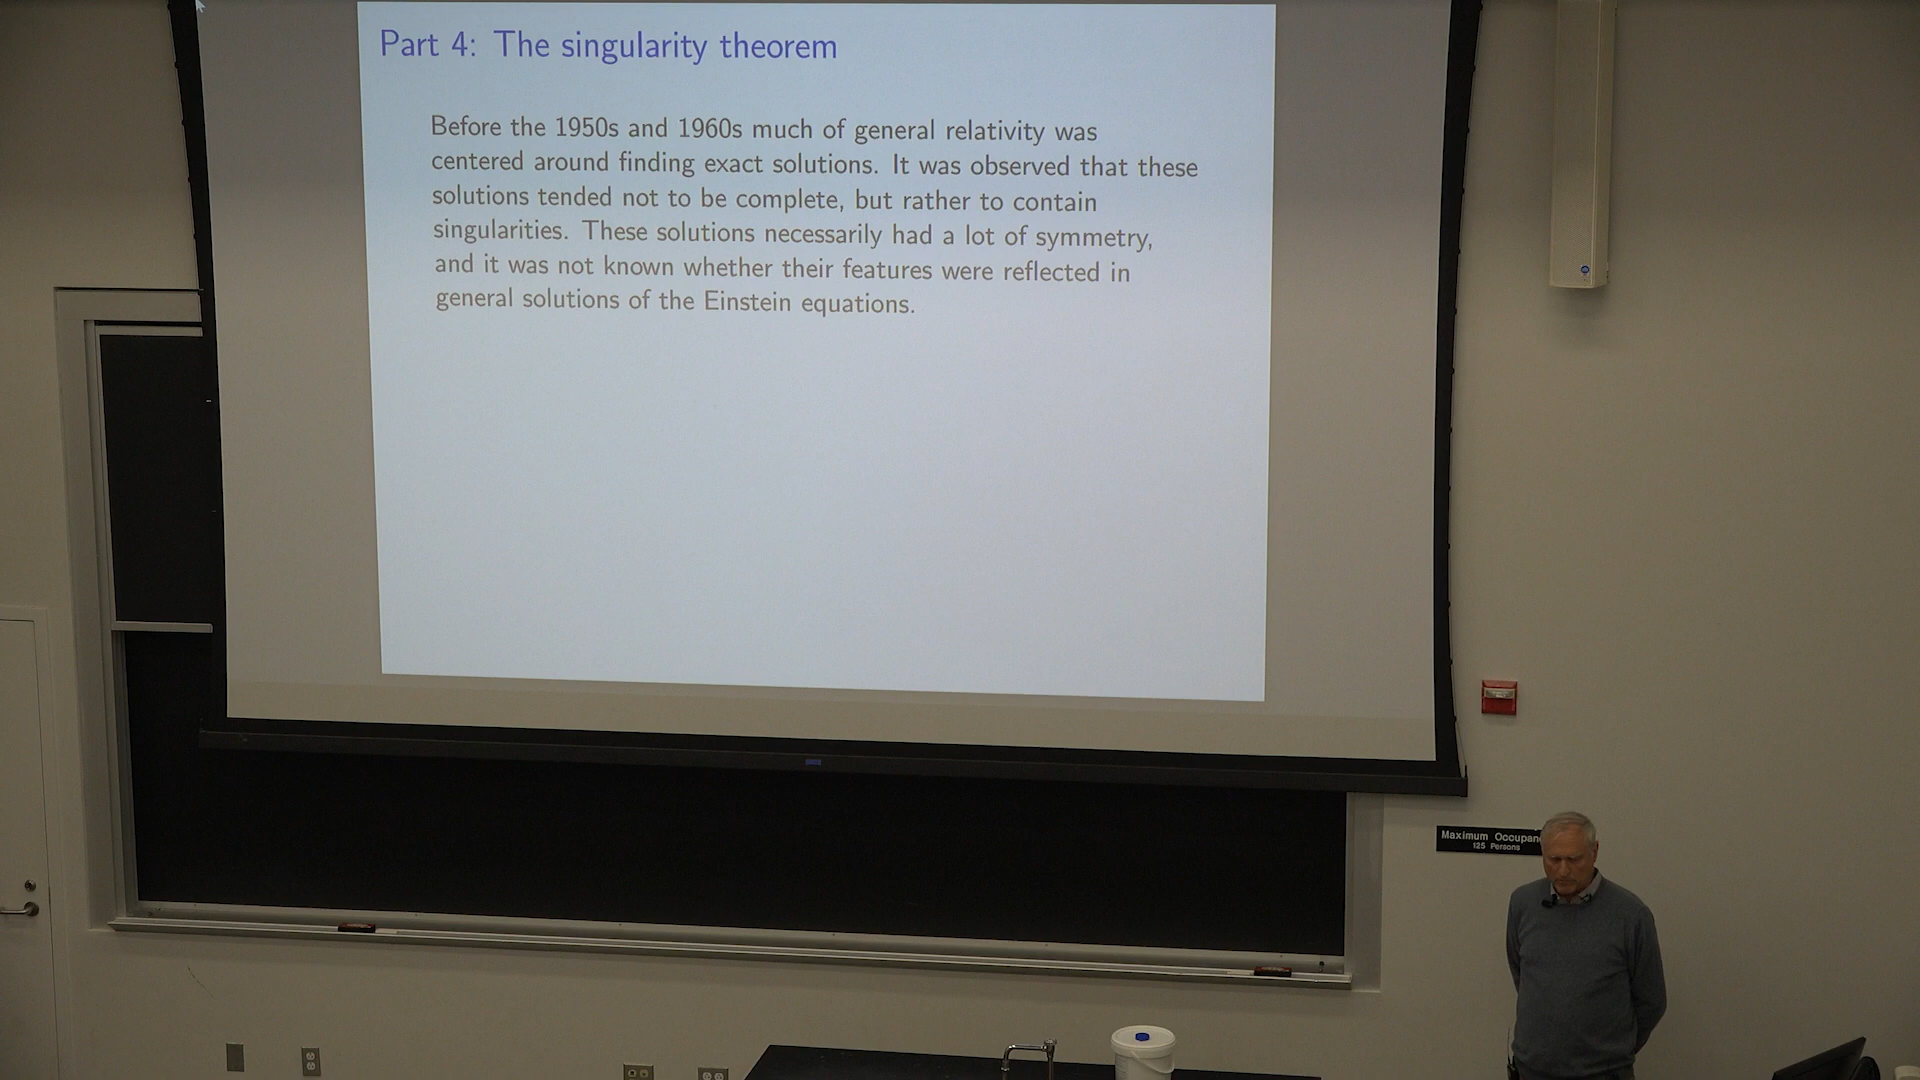 Part 4: The singularity theorem
Before the 1950s and 1960s much of general relativity was
centered around finding exact solutions. It was observed that these
solutions tended not to be complete, but rather to contain
singularities. These solutions necessarily had a lot of symmetry,
and it was not known whether their features were reflected in
general solutions of the Einstein equations.
Maximum Occupan
125 Persons